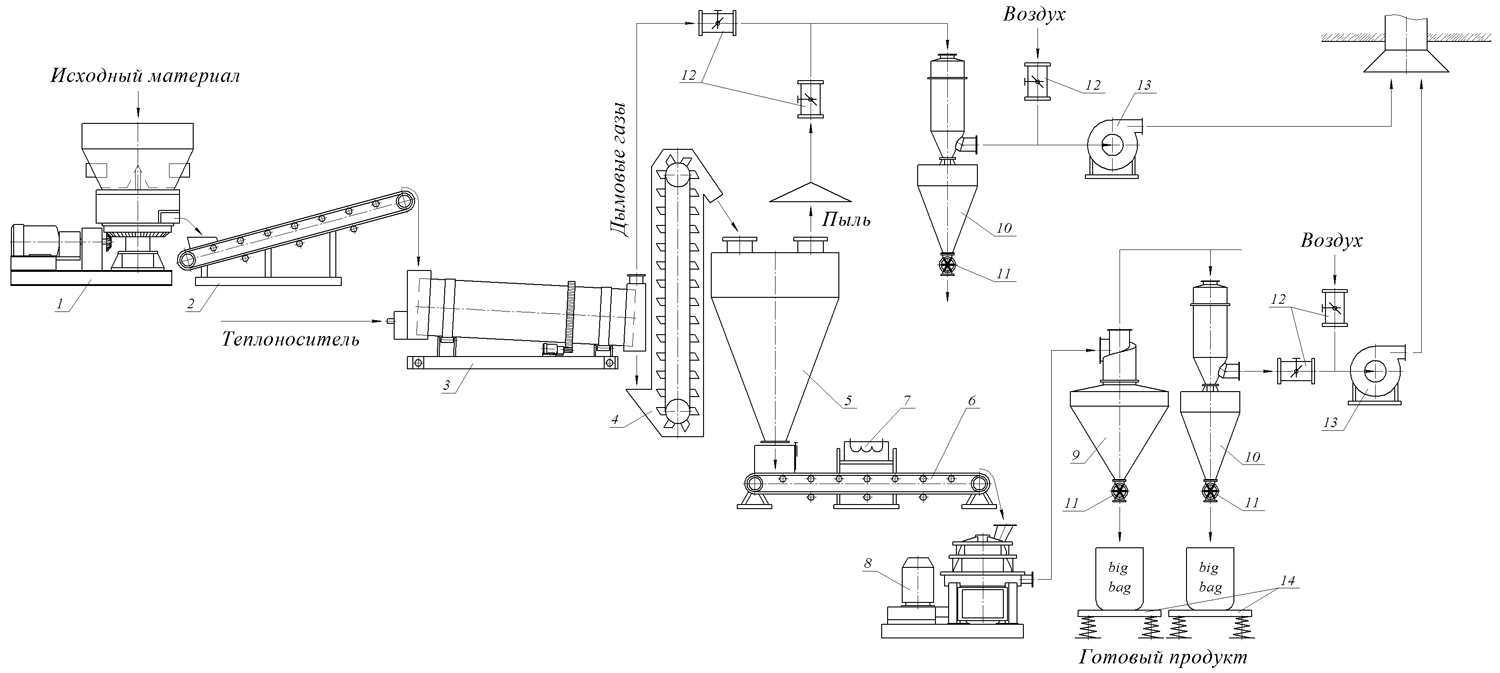 Воздух
12
Исходный материал
12
12
13
Дымовые газы
Пыль
10
Воздух
11
1
2
12
Теплоноситель
3
4
5
7
6
13
9
10
11
11
8
big
bag
big
bag
14
Готовый продукт